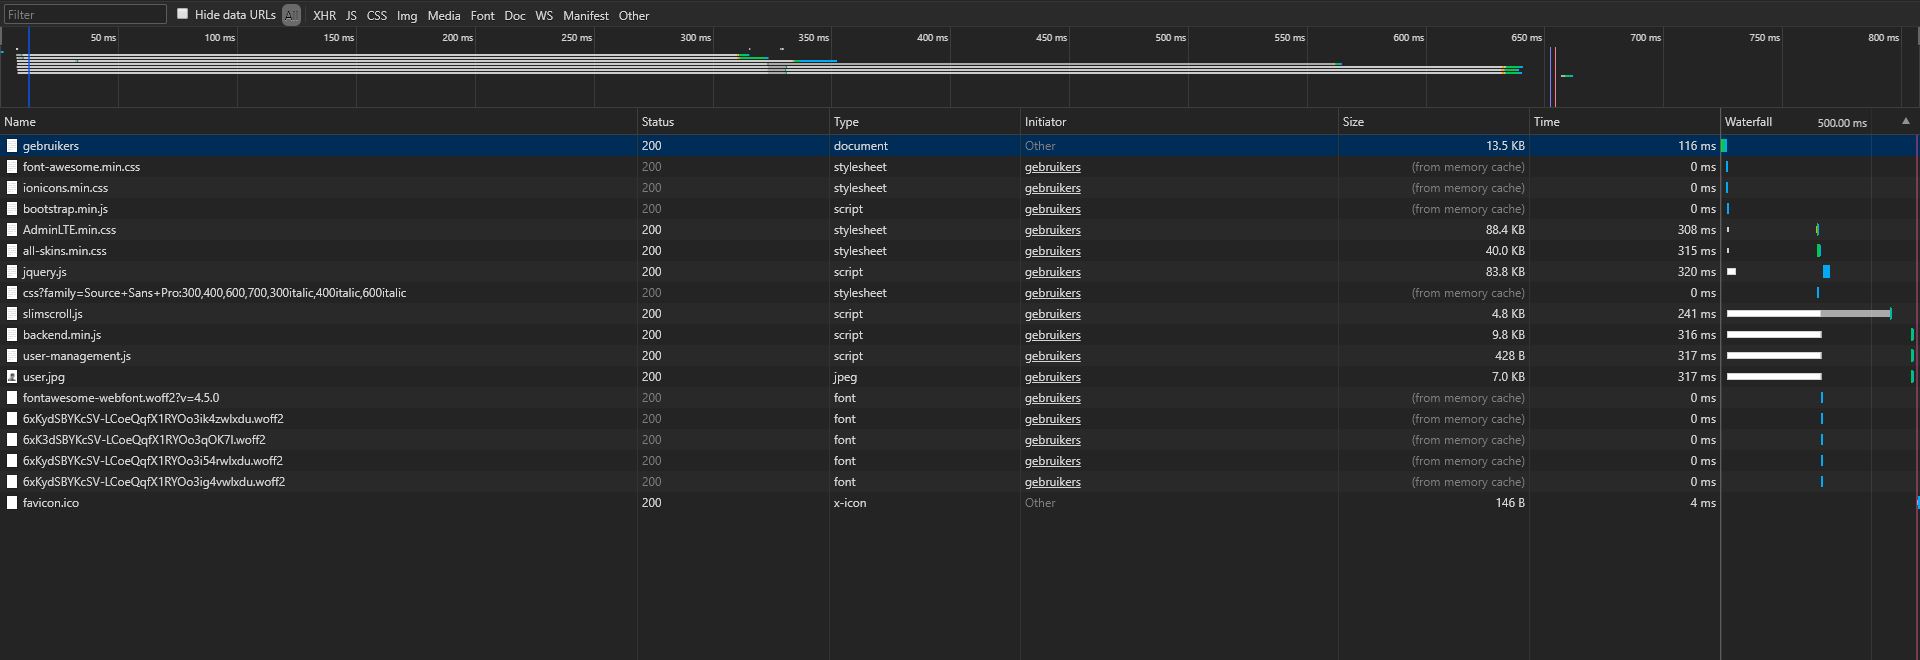 Filter Hide data URLs All XHR JS CSS Img Media Font Doc WS Manifest Other
50 ms 100 ms 150 ms 200 ms 250 ms 300 ms 350 ms 400 ms 450 ms 500 ms 550 ms 600 ms 650 ms 700 ms 750 ms 800 ms
Name Status Type Initiator Size Time Waterfall 500.00 ms
gebruikers 200 document Other 13.5 KB 116 ms
font-awesome.min.css 200 stylesheet gebruikers (from memory cache) 0 ms
ionicons.min.css 200 stylesheet gebruikers (from memory cache) 0 ms
bootstrap.min.js 200 script gebruikers (from memory cache) 0 ms
AdminLTE.min.css 200 stylesheet gebruikers 88.4 KB 308 ms
all-skins.min.css 200 stylesheet gebruikers 40.0 KB 315 ms
jquery.js 200 script gebruikers 83.8 KB 320 ms
css?family=Source+Sans+Pro:300,400,600,700,300italic,400italic,600italic 200 stylesheet gebruikers (from memory cache) 0 ms
slimscroll.js 200 script gebruikers 4.8 KB 241 ms
backend.min.js 200 script gebruikers 9.8 KB 316 ms
user-management.js 200 script gebruikers 428 B 317 ms
user.jpg 200 jpeg gebruikers 7.0 KB 317 ms
fontawesome-webfont.woff2?v=4.5.0 200 font gebruikers (from memory cache) 0 ms
6xKydSBYKcSV-LCoeQqfX1RYOo3ik4zwlxdu.woff2 200 font gebruikers (from memory cache) 0 ms
6xK3dSBYKcSV-LCoeQqfX1RYOo3qOK7l.woff2 200 font gebruikers (from memory cache) 0 ms
6xKydSBYKcSV-LCoeQqfX1RYOo3i54rwlxdu.woff2 200 font gebruikers (from memory cache) 0 ms
6xKydSBYKcSV-LCoeQqfX1RYOo3ig4vwlxdu.woff2 200 font gebruikers (from memory cache) 0 ms
favicon.ico 200 x-icon Other 146 B 4 ms